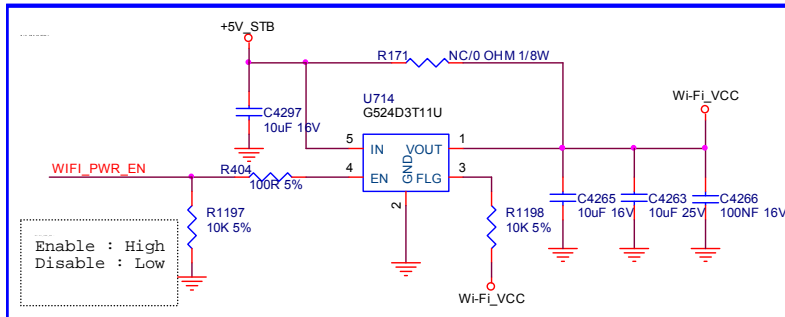 +5V_STB
R171 NC/0 OHM 1/8W
U714
G524D3T11U
C4297
10uF 16V
Wi-Fi_VCC
5 IN VOUT 1
WIFI_PWR_EN
R404
100R 5%
4 EN GND FLG 3
2
R1197
10K 5%
R1198
10K 5%
C4265
10uF 16V
C4263
10uF 25V
C4266
100NF 16V
Enable : High
Disable : Low
Wi-Fi_VCC